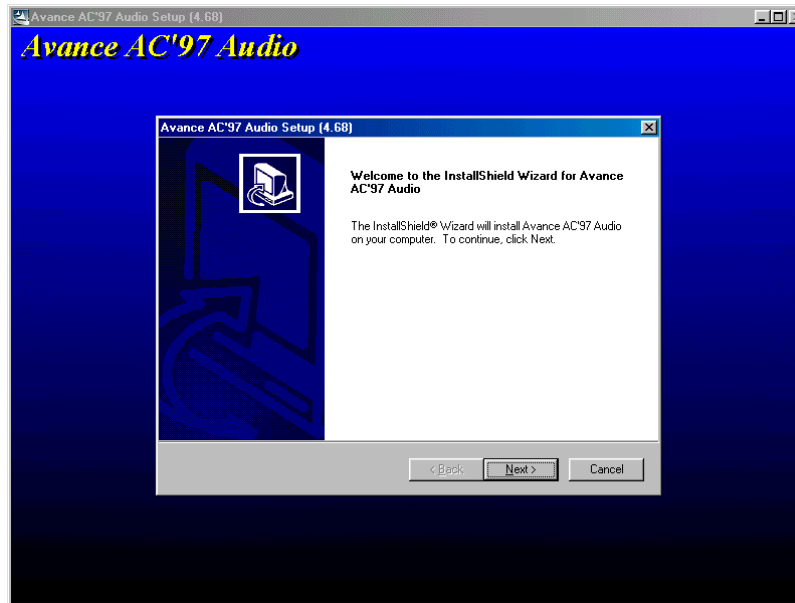 Avance AC'97 Audio Setup (4.68)
Avance AC'97 Audio
Avance AC'97 Audio Setup (4.68)
Welcome to the InstallShield Wizard for Avance
AC'97 Audio
The InstallShield® Wizard will install Avance AC'97 Audio
on your computer. To continue, click Next.
< Back
Next >
Cancel